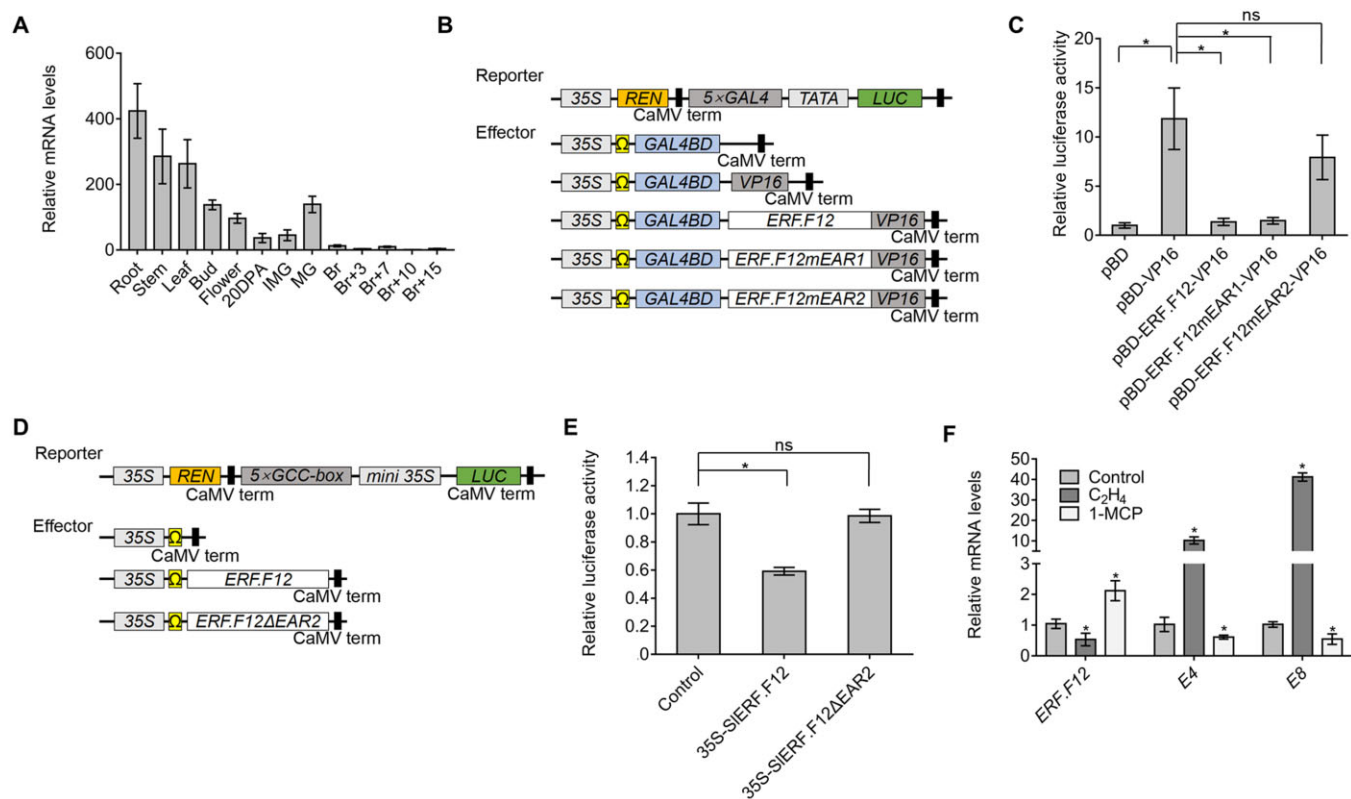 A
Relative mRNA levels
600
400
200
0
Root
Stem
Leaf
Bud
Flower
20DPA
IMG
MG
Br
Br+3
Br+7
Br+10
Br+15
B
Reporter
35S REN 5×GAL4 TATA LUC
CaMV term
Effector
35S Ω GAL4BD
CaMV term
35S Ω GAL4BD VP16
CaMV term
35S Ω GAL4BD ERF.F12 VP16
CaMV term
35S Ω GAL4BD ERF.F12mEAR1 VP16
CaMV term
35S Ω GAL4BD ERF.F12mEAR2 VP16
CaMV term
C
Relative luciferase activity
20
15
10
5
0
ns
*
*
*
pBD
pBD-VP16
pBD-ERF.F12-VP16
pBD-ERF.F12mEAR1-VP16
pBD-ERF.F12mEAR2-VP16
D
Reporter
35S REN 5×GCC-box mini 35S LUC
CaMV term CaMV term
Effector
35S Ω
CaMV term
35S Ω ERF.F12
CaMV term
35S Ω ERF.F12ΔEAR2
CaMV term
E
Relative luciferase activity
1.4
1.2
1.0
0.8
0.6
0.4
0.2
.0
ns
*
Control
35S-SlERF.F12
35S-SlERF.F12ΔEAR2
F
Relative mRNA levels
50
40
30
20
10
2
1
0
Control
C₂H₄
1-MCP
*
*
*
*
*
*
ERF.F12
E4
E8